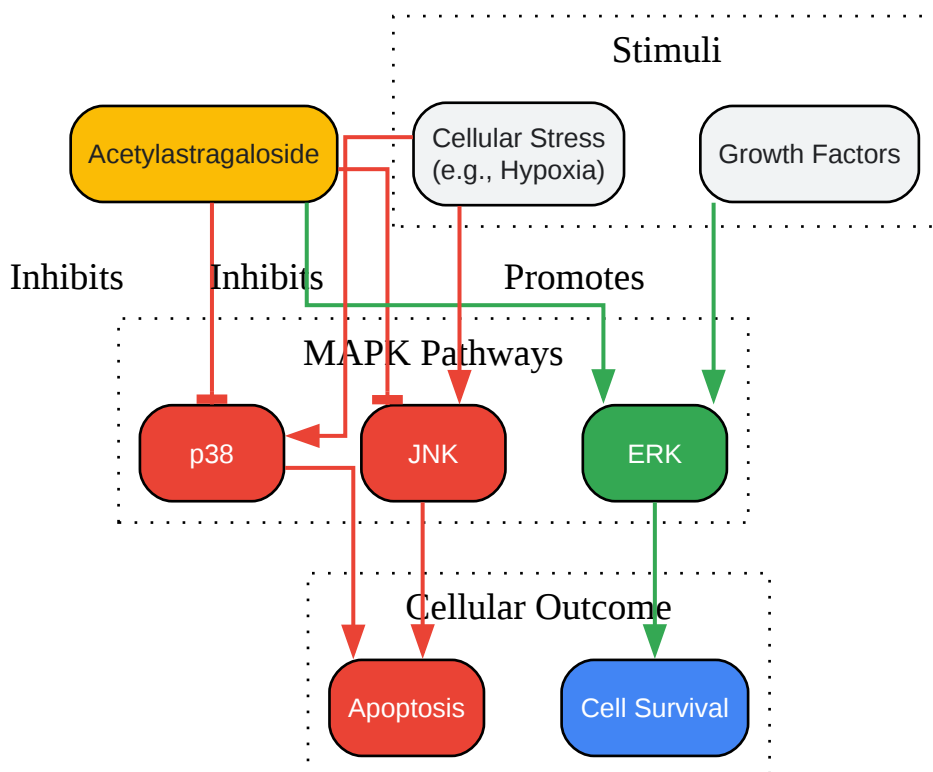 Stimuli
Acetylastragaloside
Cellular Stress
(e.g., Hypoxia)
Growth Factors
Inhibits
Inhibits
Promotes
MAPK Pathways
p38
JNK
ERK
Cellular Outcome
Apoptosis
Cell Survival